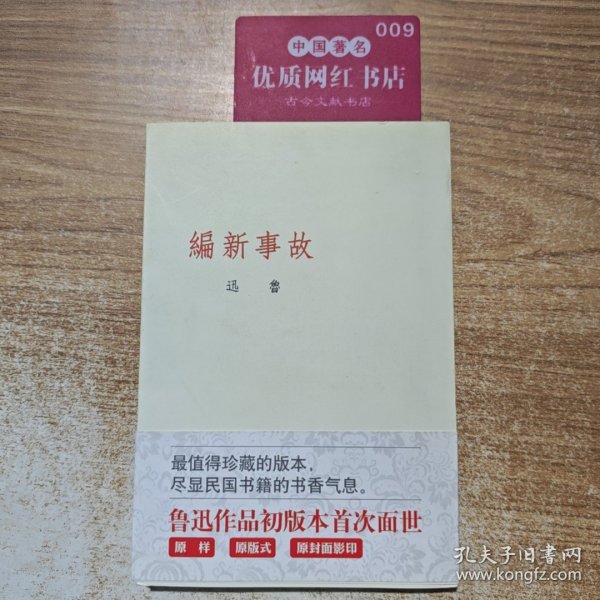 009
中国著名
优质网红书店
古今文献书店
編新事故
迅魯
最值得珍藏的版本，
尽显民国书籍的书香气息。
鲁迅作品初版本首次面世
原样 原版式 原封面影印
孔夫子旧书网
www.kongfz.com